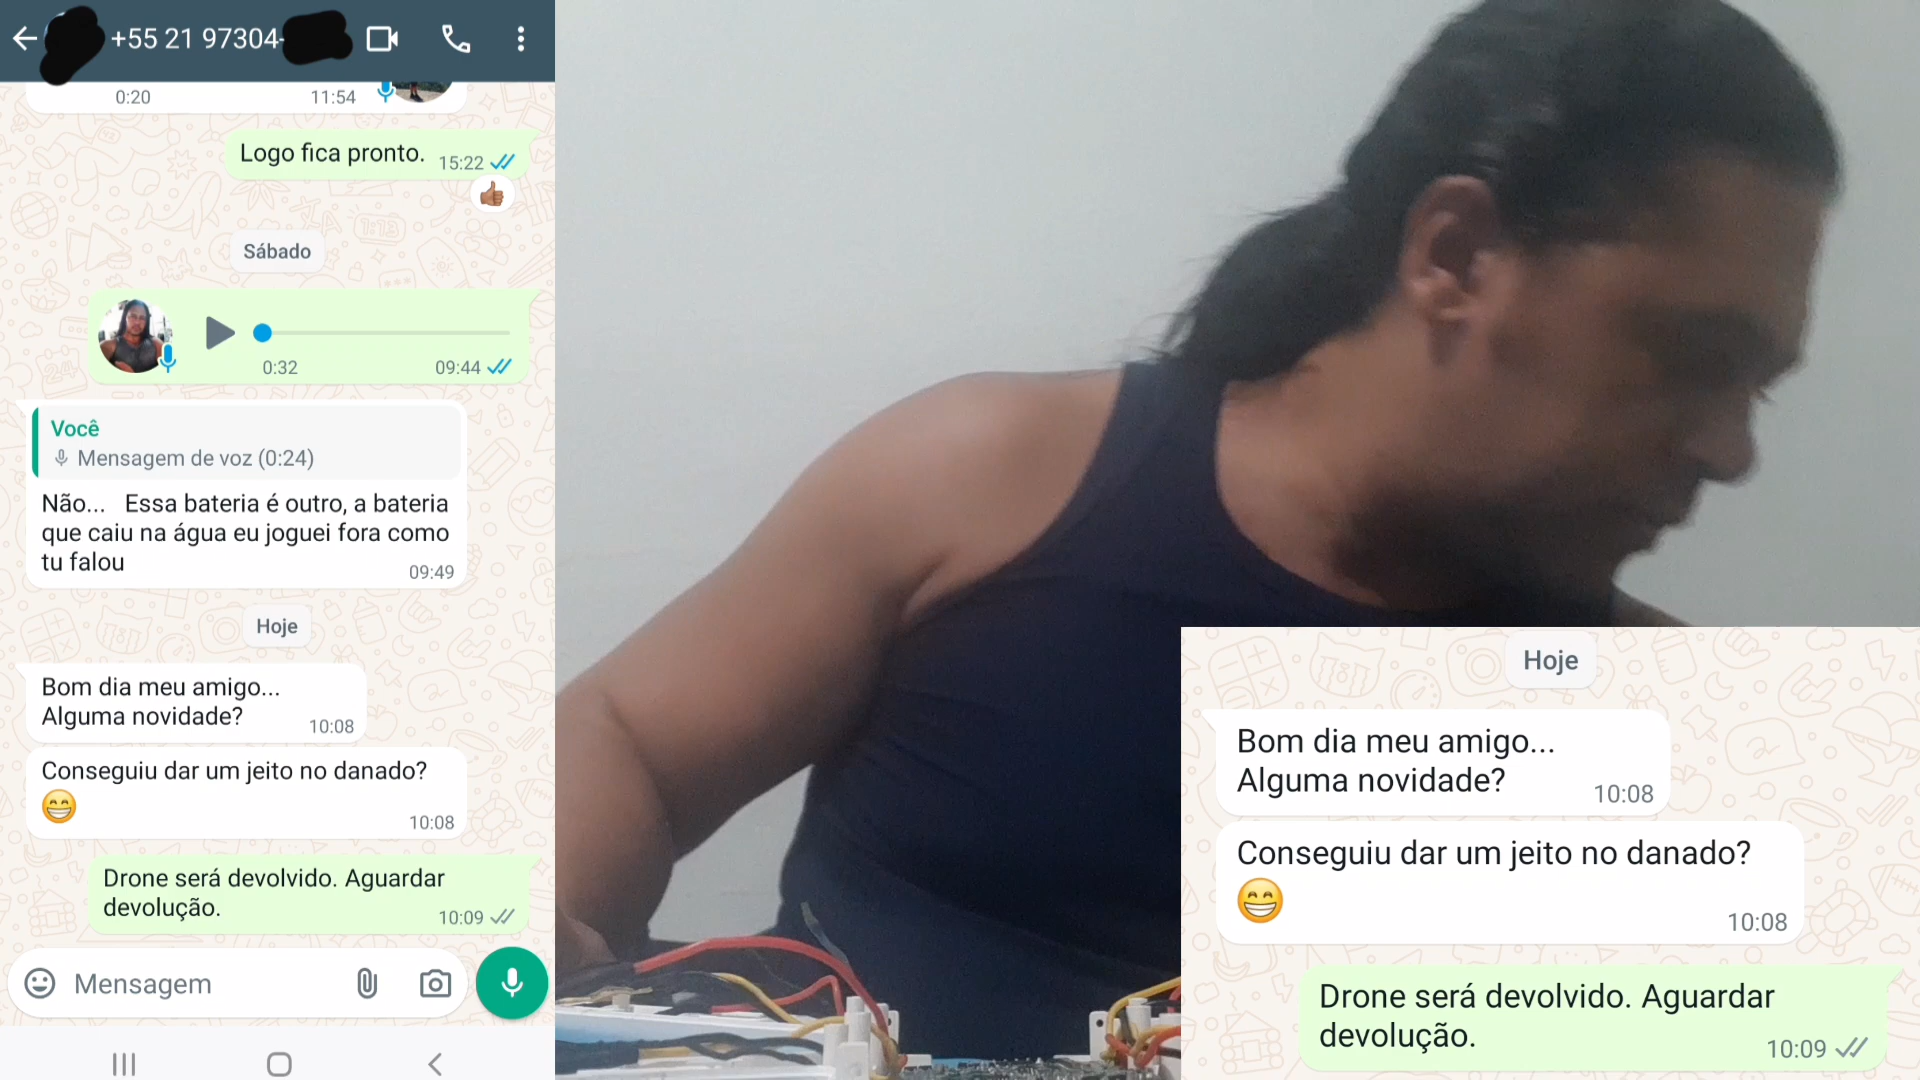 +55 21 97304-
0:20 11:54
Logo fica pronto. 15:22
Sábado
0:32 09:44
Você
Mensagem de voz (0:24)
Não... Essa bateria é outro, a bateria
que caiu na água eu joguei fora como
tu falou
09:49
Hoje
Bom dia meu amigo...
Alguma novidade? 10:08
Conseguiu dar um jeito no danado?
10:08
Drone será devolvido. Aguardar
devolução. 10:09
Mensagem
Hoje
Bom dia meu amigo...
Alguma novidade? 10:08
Conseguiu dar um jeito no danado?
10:08
Drone será devolvido. Aguardar
devolução. 10:09